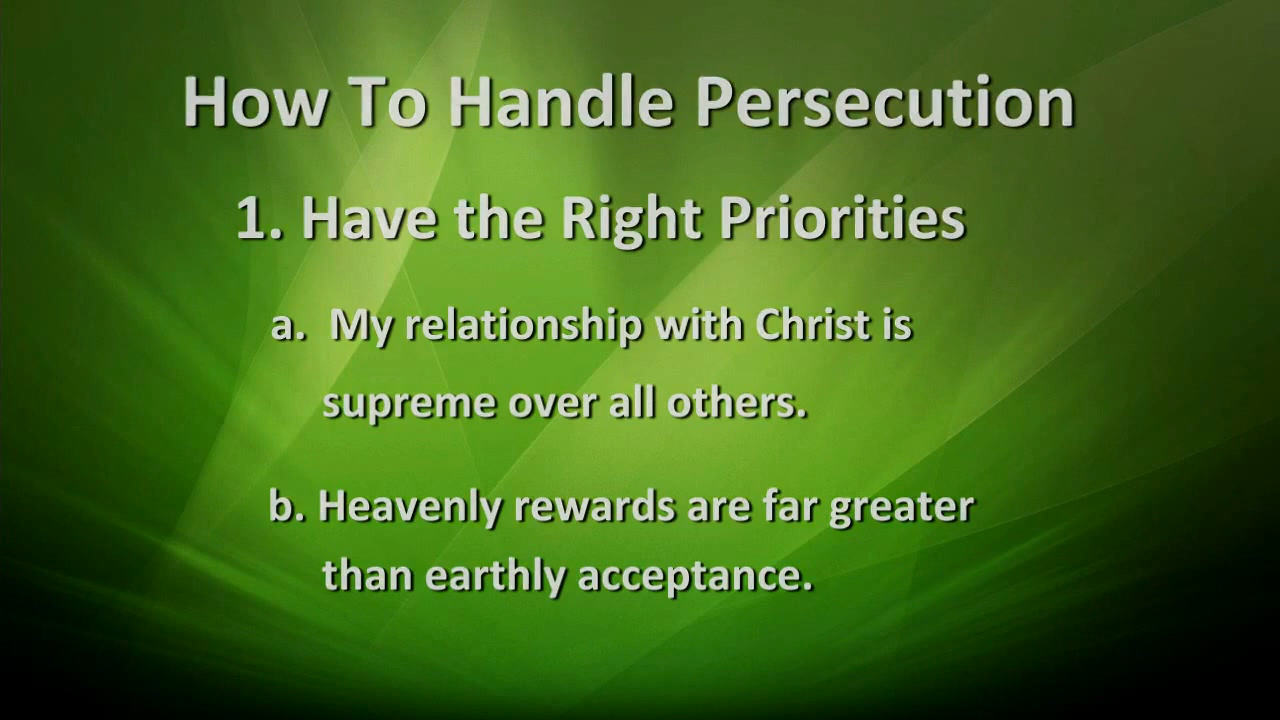 How To Handle Persecution
1. Have the Right Priorities
a. My relationship with Christ is
supreme over all others.
b. Heavenly rewards are far greater
than earthly acceptance.